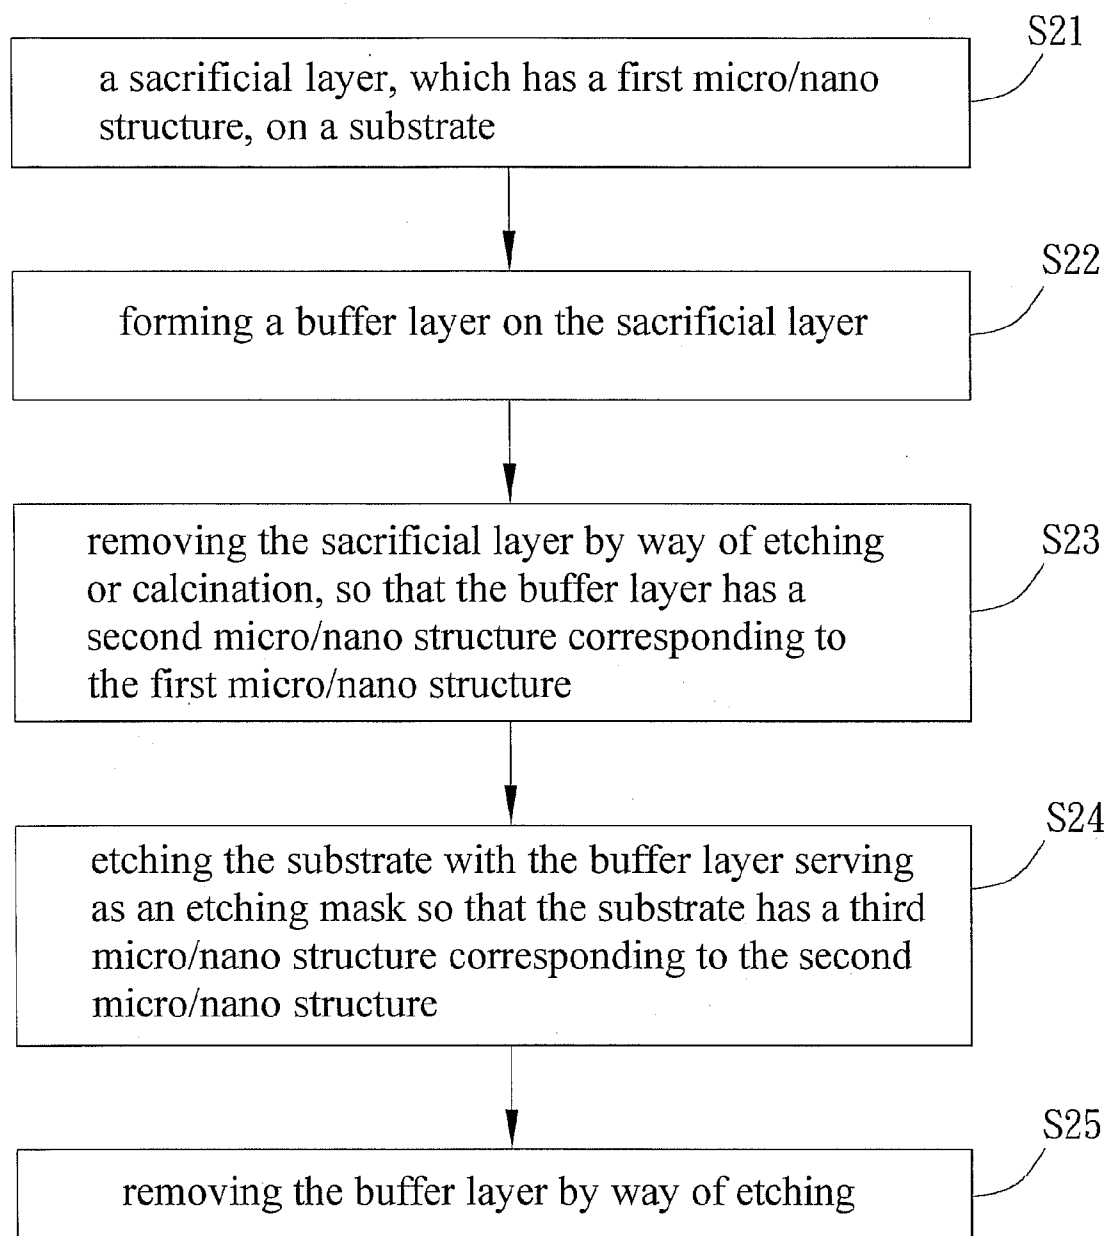 S21
a sacrificial layer, which has a first micro/nano
structure, on a substrate
S22
forming a buffer layer on the sacrificial layer
S23
removing the sacrificial layer by way of etching
or calcination, so that the buffer layer has a
second micro/nano structure corresponding to
the first micro/nano structure
S24
etching the substrate with the buffer layer serving
as an etching mask so that the substrate has a third
micro/nano structure corresponding to the second
micro/nano structure
S25
removing the buffer layer by way of etching